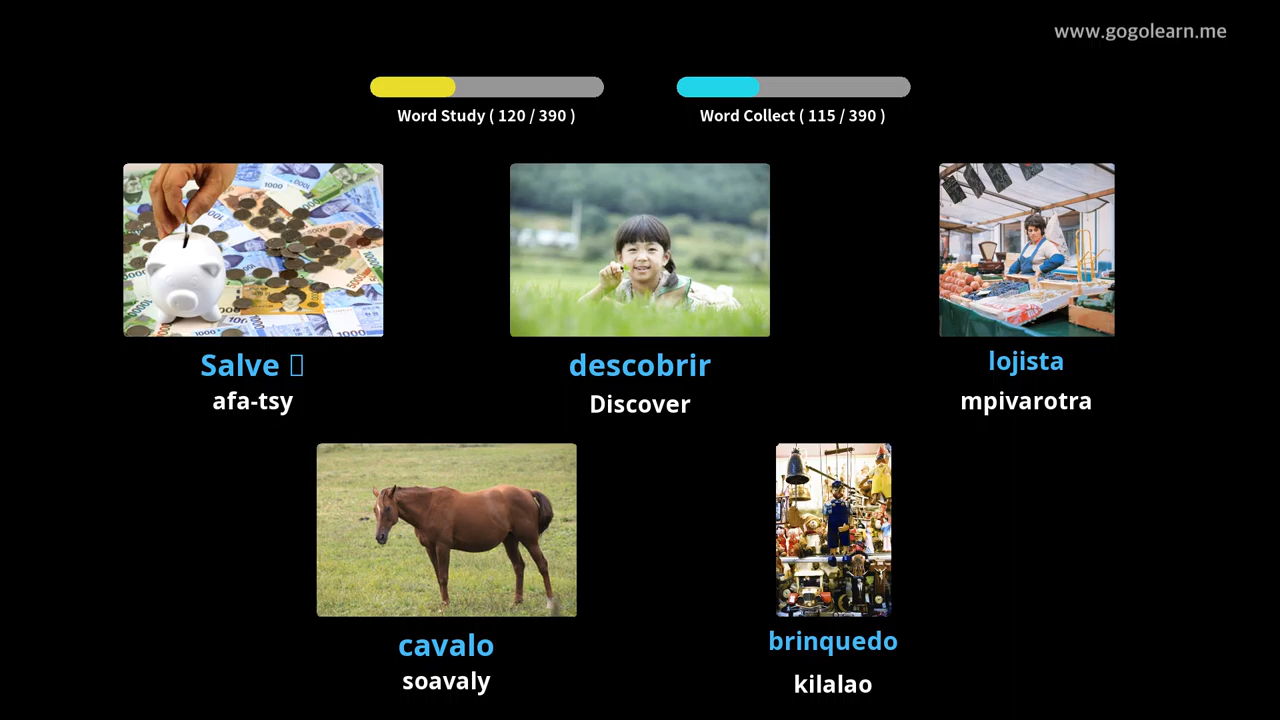 www.gogolearn.me
Word Study ( 120 / 390 )
Word Collect ( 115 / 390 )
Salve
afa-tsy
descobrir
Discover
lojista
mpivarotra
cavalo
soavaly
brinquedo
kilalao